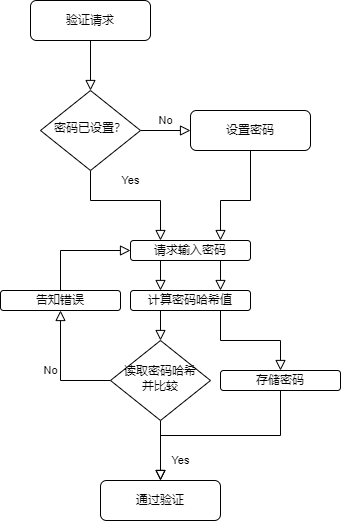 验证请求
密码已设置?
No
设置密码
Yes
请求输入密码
告知错误
计算密码哈希值
No
读取密码哈希
并比较
存储密码
Yes
通过验证